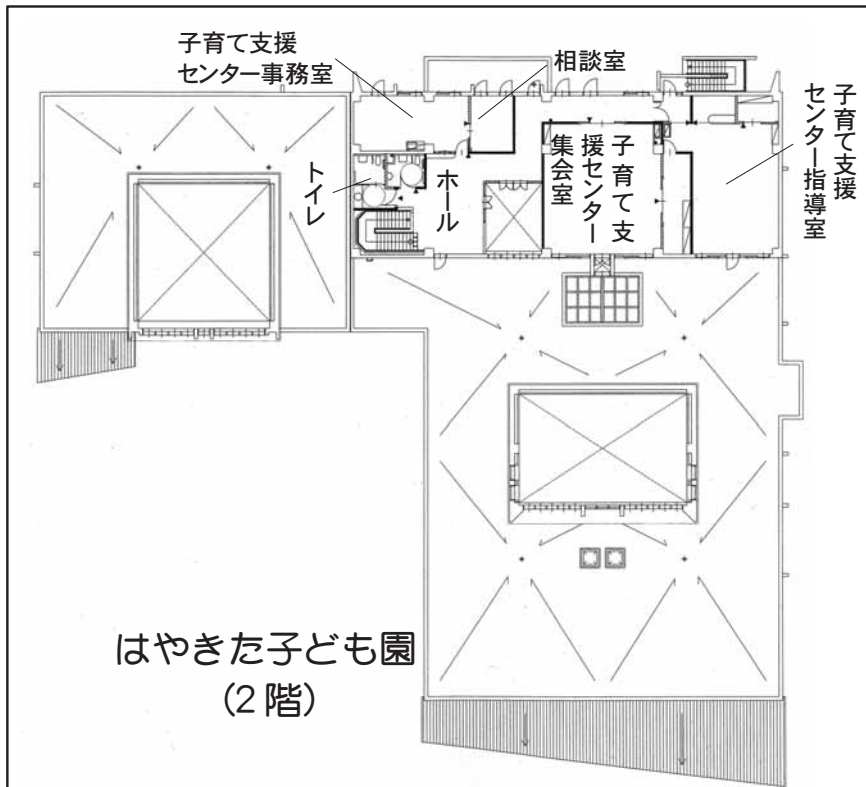 子育て支援
センター事務室
相談室
子育て支援
センター指導室
子育て支
援センター
集会室
ホール
トイレ
はやきた子ども園
(2階)